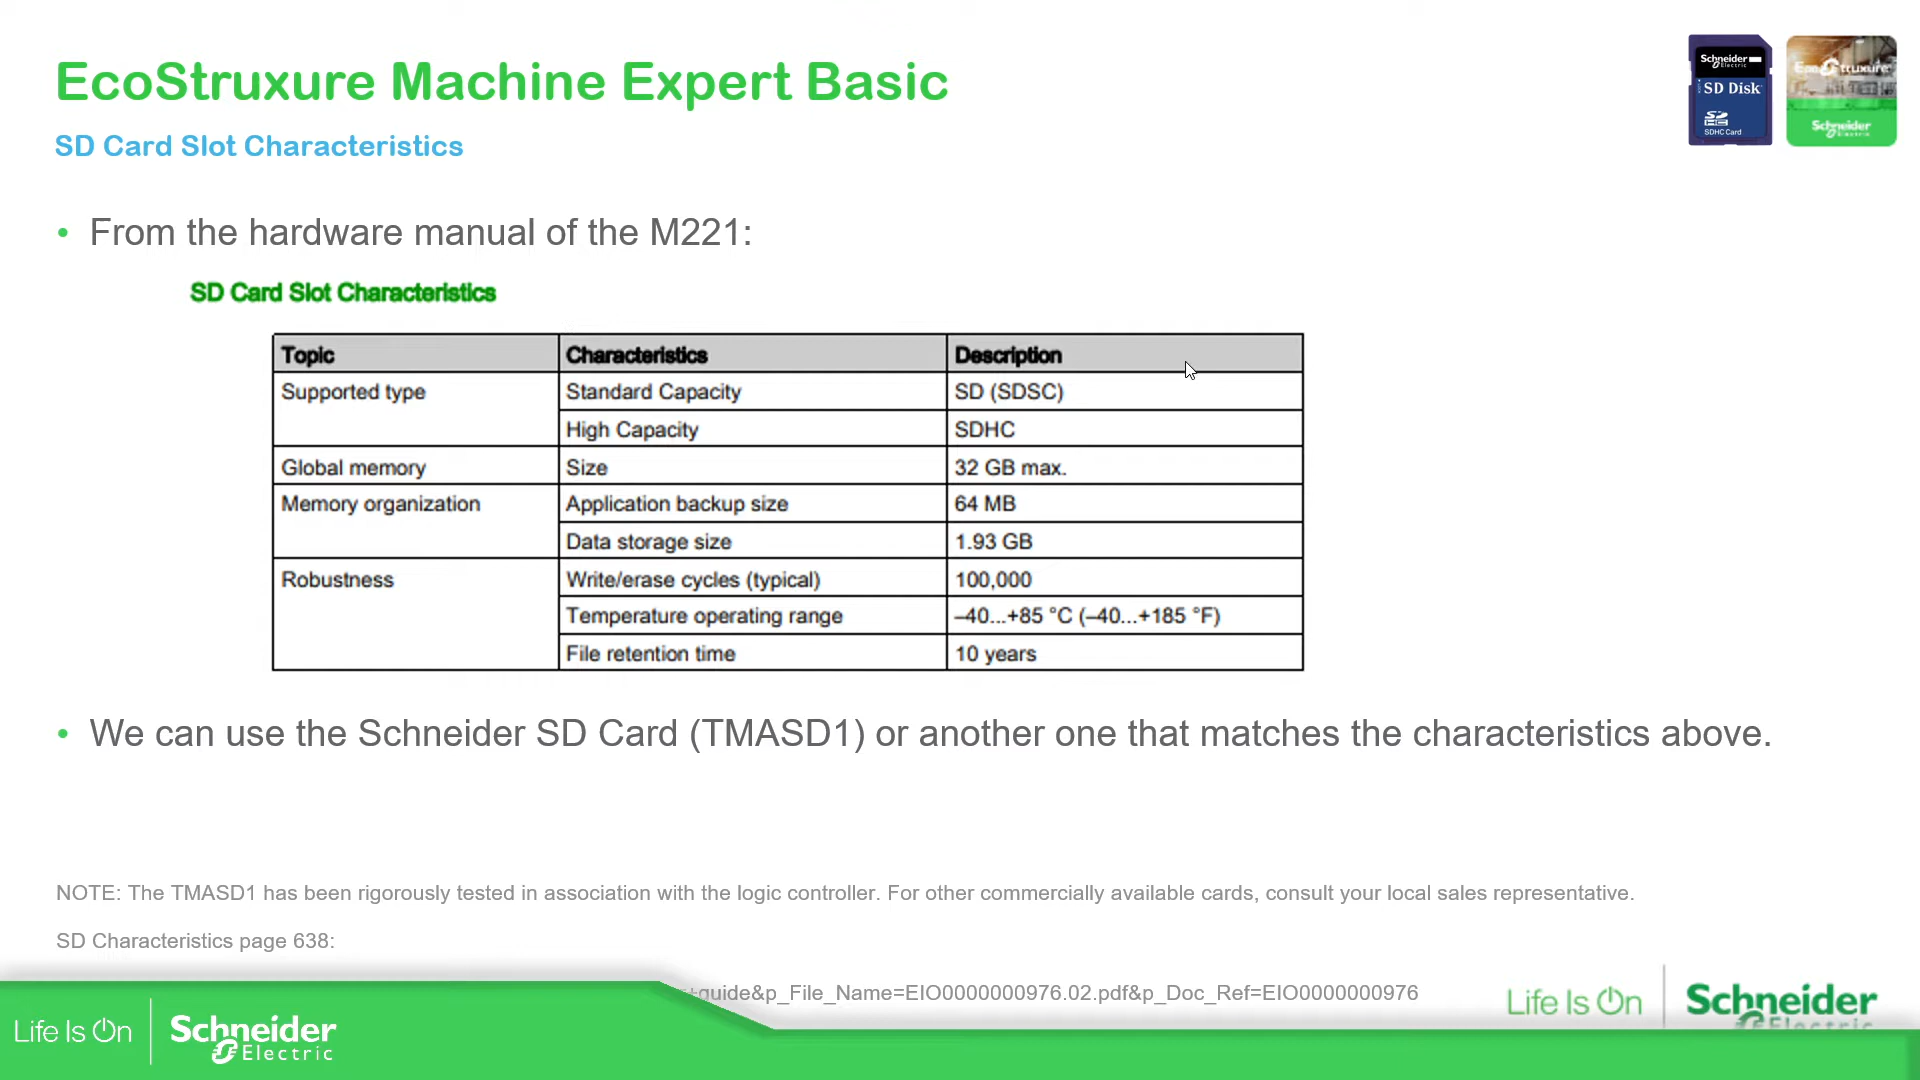 EcoStruxure Machine Expert Basic
SD Card Slot Characteristics
Schneider
Electric
SD Disk
SDHC Card
EcoStruxure
Schneider
Electric
• From the hardware manual of the M221:
SD Card Slot Characteristics
Topic Characteristics Description
Supported type Standard Capacity SD (SDSC)
High Capacity SDHC
Global memory Size 32 GB max.
Memory organization Application backup size 64 MB
Data storage size 1.93 GB
Robustness Write/erase cycles (typical) 100,000
Temperature operating range –40...+85 °C (–40...+185 °F)
File retention time 10 years
• We can use the Schneider SD Card (TMASD1) or another one that matches the characteristics above.
NOTE: The TMASD1 has been rigorously tested in association with the logic controller. For other commercially available cards, consult your local sales representative.
SD Characteristics page 638:
+guide&p_File_Name=EIO0000000976.02.pdf&p_Doc_Ref=EIO0000000976
Life Is On
Schneider
Electric
Life Is On
Schneider
Electric